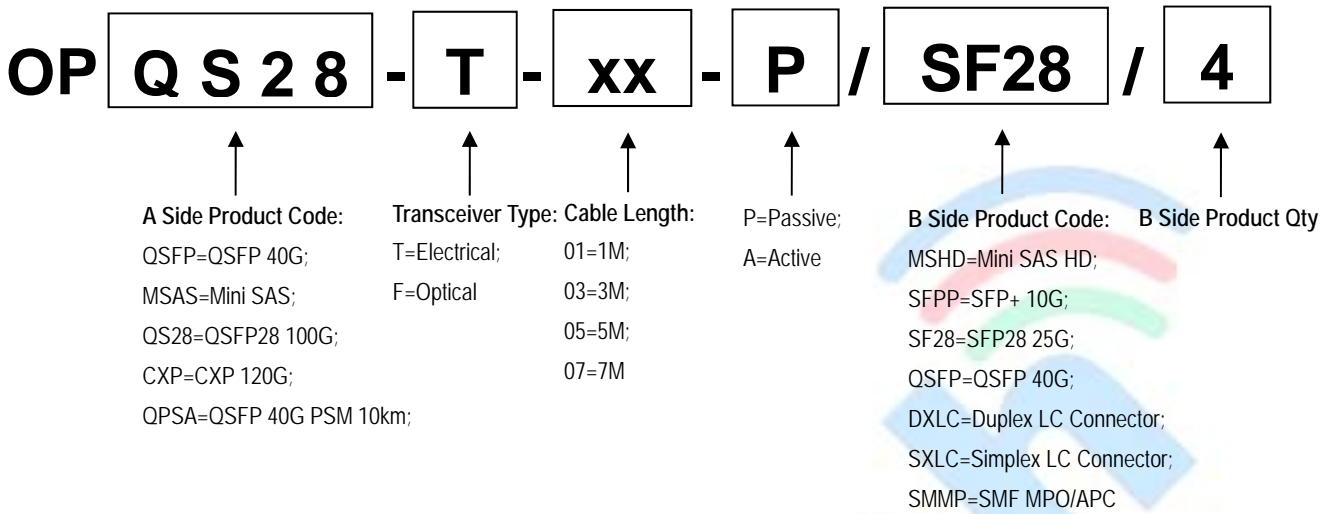 OP QS28 - T - xx - P / SF28 / 4
A Side Product Code:
QSFP=QSFP 40G;
MSAS=Mini SAS;
QS28=QSFP28 100G;
CXP=CXP 120G;
QPSA=QSFP 40G PSM 10km;
Transceiver Type:
T=Electrical;
F=Optical
Cable Length:
01=1M;
03=3M;
05=5M;
07=7M
P=Passive;
A=Active
B Side Product Code:
MSHD=Mini SAS HD;
SFPP=SFP+ 10G;
SF28=SFP28 25G;
QSFP=QSFP 40G;
DXLC=Duplex LC Connector;
SXLC=Simplex LC Connector;
SMMP=SMF MPO/APC
B Side Product Qty